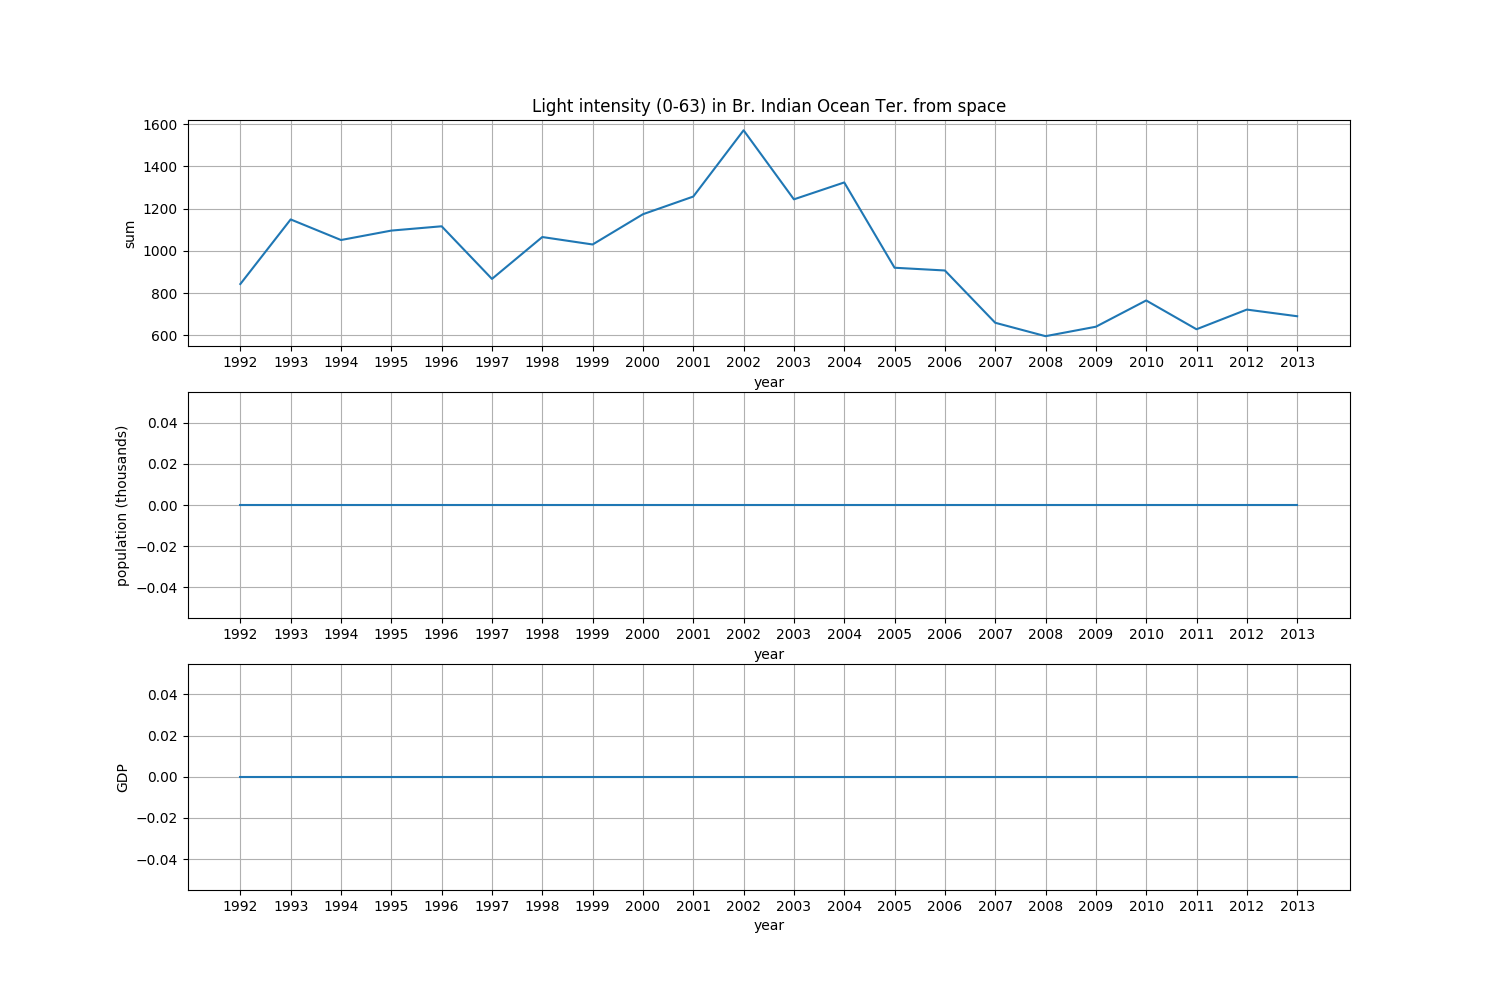 Light intensity (0-63) in Br. Indian Ocean Ter. from space
1600
1400
1200
1000
800
600
sum
1992 1993 1994 1995 1996 1997 1998 1999 2000 2001 2002 2003 2004 2005 2006 2007 2008 2009 2010 2011 2012 2013
year
0.04
0.02
0.00
−0.02
−0.04
population (thousands)
1992 1993 1994 1995 1996 1997 1998 1999 2000 2001 2002 2003 2004 2005 2006 2007 2008 2009 2010 2011 2012 2013
year
0.04
0.02
0.00
−0.02
−0.04
GDP
1992 1993 1994 1995 1996 1997 1998 1999 2000 2001 2002 2003 2004 2005 2006 2007 2008 2009 2010 2011 2012 2013
year